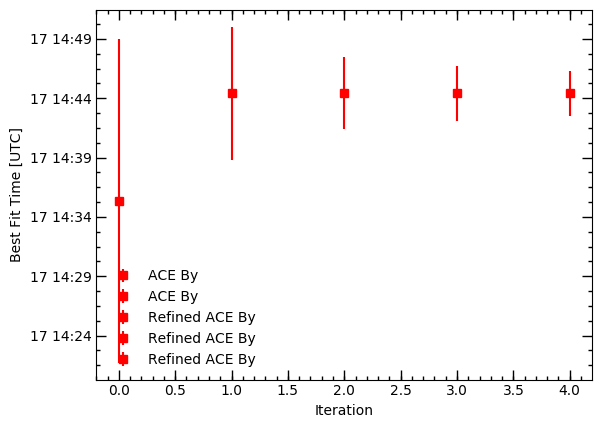 17 14:49
17 14:44
17 14:39
17 14:34
17 14:29
17 14:24
Best Fit Time [UTC]
ACE By
ACE By
Refined ACE By
Refined ACE By
Refined ACE By
0.0 0.5 1.0 1.5 2.0 2.5 3.0 3.5 4.0
Iteration